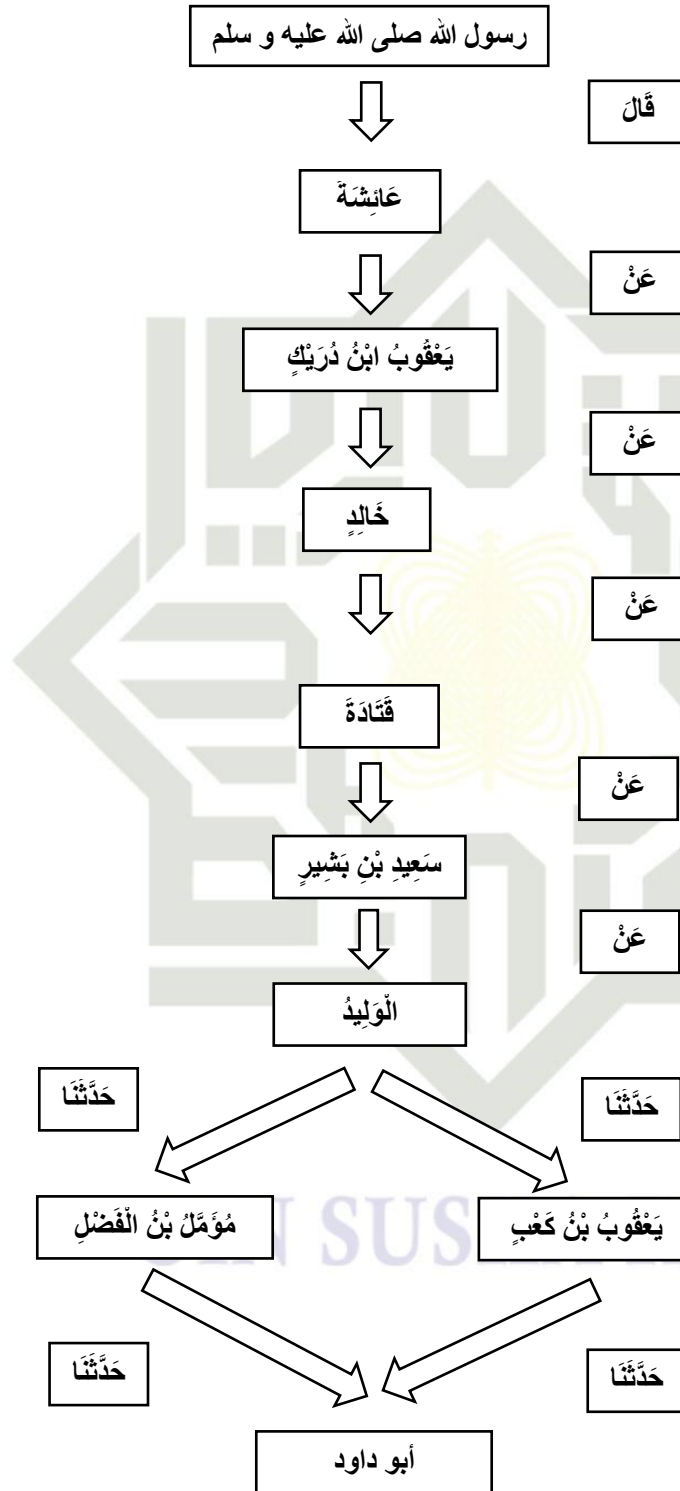 رسول الله صلى الله عليه و سلم
قَالَ
عَائِشَةَ
عَنْ
يَعْقُوبُ ابْنُ دُرَيْكٍ
عَنْ
خَالِدٍ
عَنْ
قَتَادَةَ
عَنْ
سَعِيدِ بْنِ بَشِيرٍ
عَنْ
الْوَلِيدُ
حَدَّثَنَا
حَدَّثَنَا
يَعْقُوبُ بْنُ كَعْبٍ
مُؤَمَّلُ بْنُ الْفَضْلِ
SUS
حَدَّثَنَا
حَدَّثَنَا
أبو داود